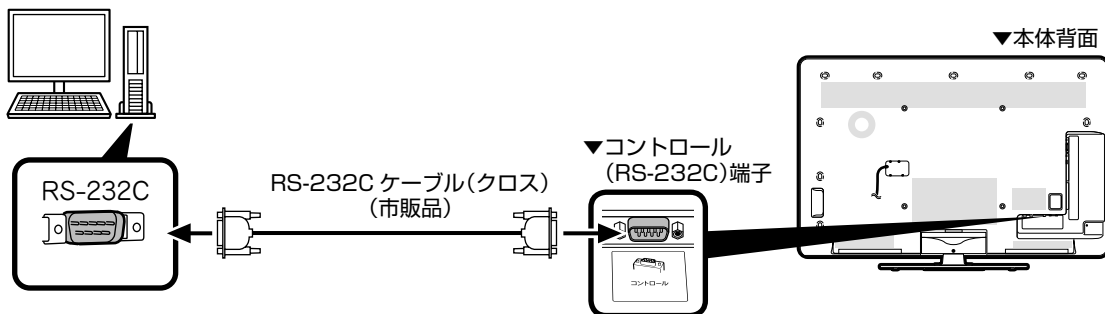 ▼本体背面
▼コントロール
（RS-232C）端子
RS-232C
RS-232C ケーブル（クロス）
（市販品）
コントロール